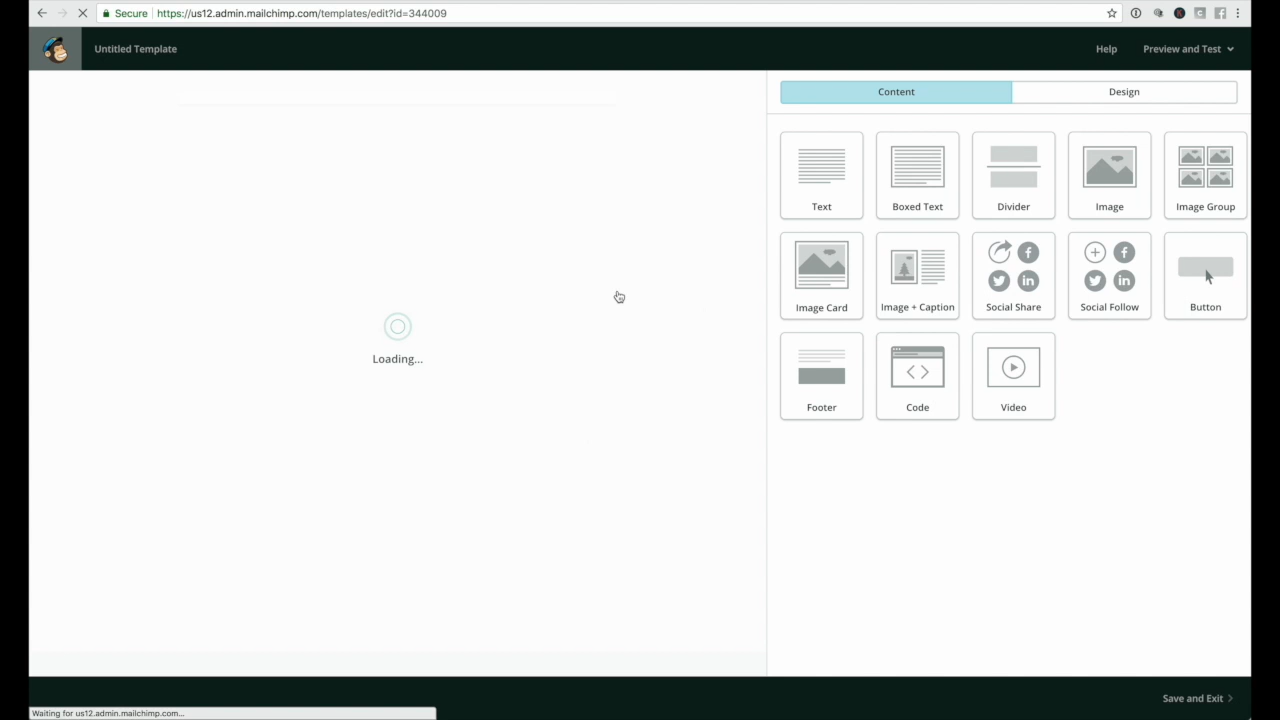 Secure
https://us12.admin.mailchimp.com/templates/edit?id=344009
Untitled Template
Help
Preview and Test
Content
Design
Text
Boxed Text
Divider
Image
Image Group
Image Card
Image + Caption
Social Share
Social Follow
Button
Footer
Code
Video
Loading...
Save and Exit
Waiting for us12.admin.mailchimp.com...